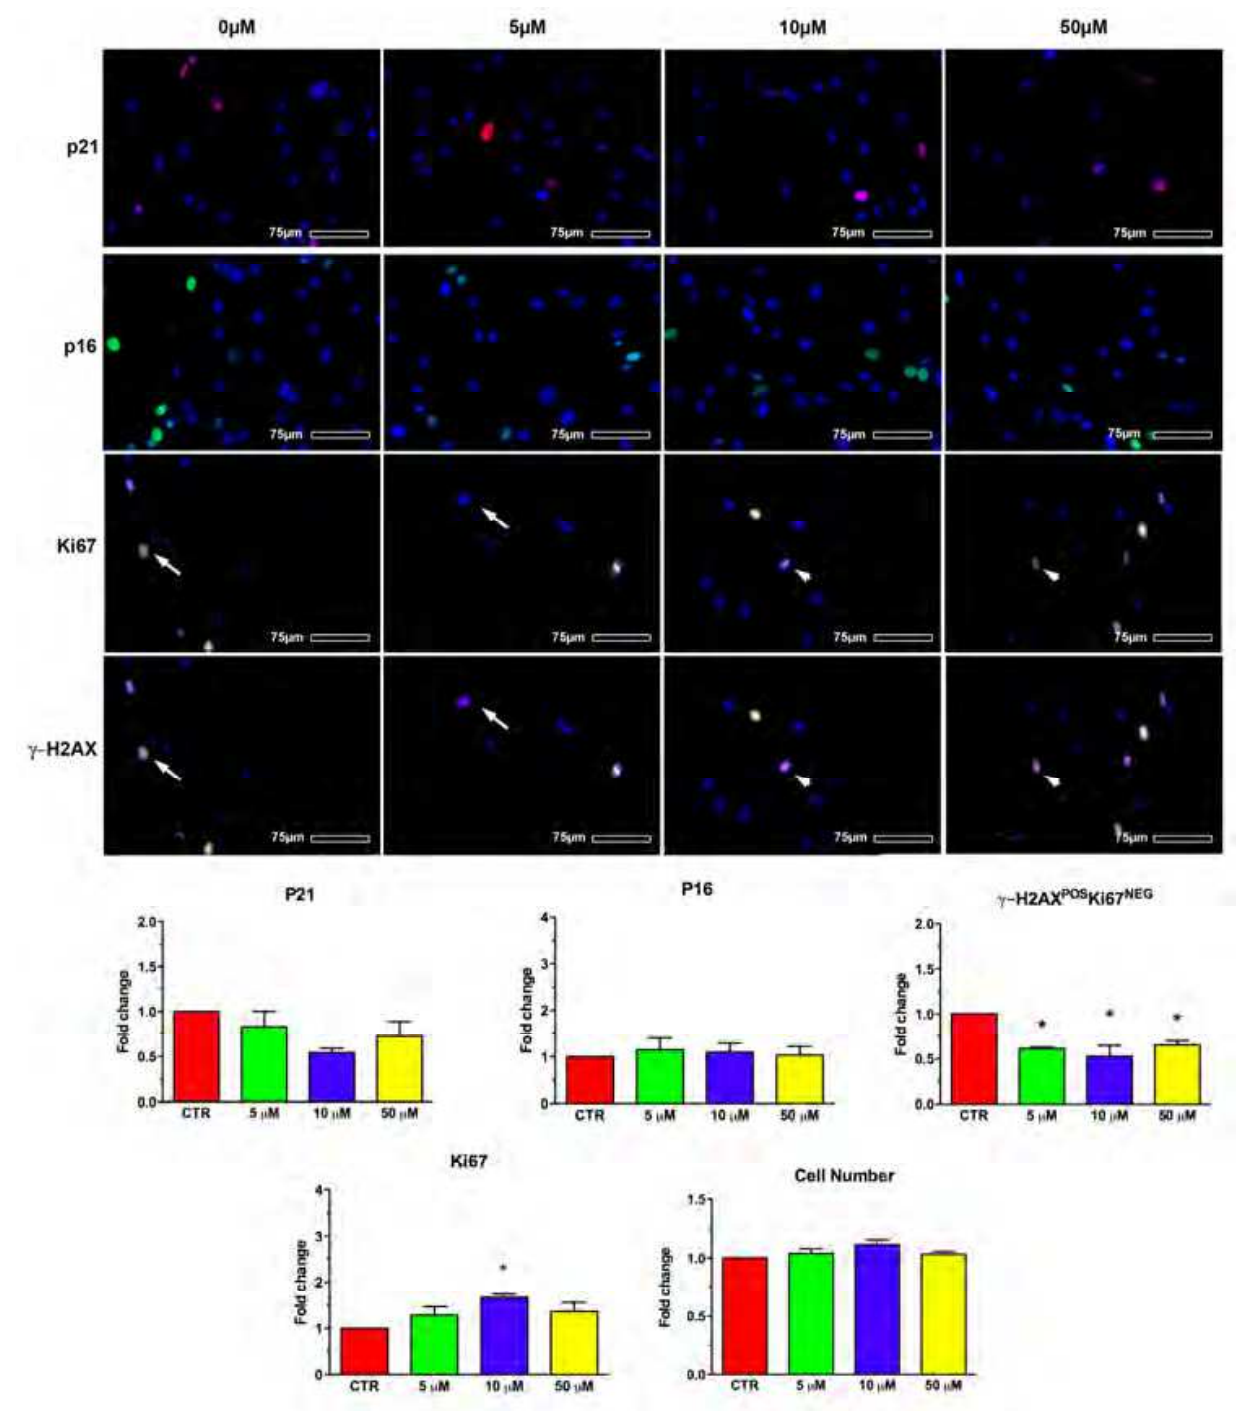 0µM 5µM 10µM 50µM
p21
75µm 75µm 75µm 75µm
p16
75µm 75µm 75µm 75µm
Ki67
75µm 75µm 75µm 75µm
γ-H2AX
75µm 75µm 75µm 75µm
P21
Fold change
2.0
1.5
1.0
0.5
0.0
CTR 5 µM 10 µM 50 µM
P16
Fold change
4
3
2
1
0
CTR 5 µM 10 µM 50 µM
γ-H2AXPOSKi67NEG
Fold change
2.0
1.5
1.0
0.5
0.0
* * *
CTR 5 µM 10 µM 50 µM
Ki67
Fold change
4
3
2
1
0
*
CTR 5 µM 10 µM 50 µM
Cell Number
Fold change
1.5
1.0
0.5
0.0
CTR 5 µM 10 µM 50 µM